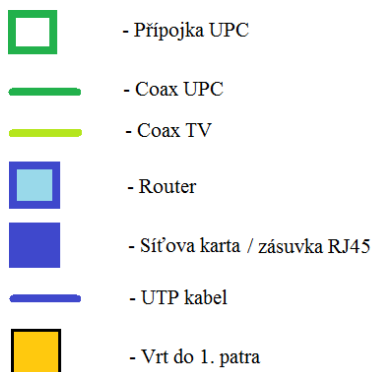 - Přípojka UPC
- Coax UPC
- Coax TV
- Router
- Síťova karta / zásuvka RJ45
- UTP kabel
- Vrt do 1. patra